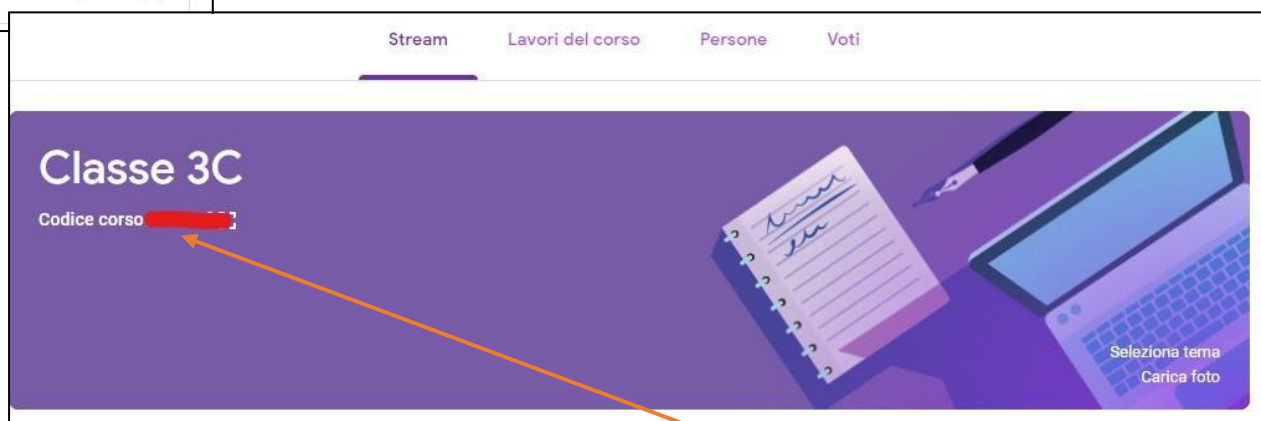 Stream Lavori del corso Persone Voti
Classe 3C
Codice corso
Seleziona tema
Carica foto